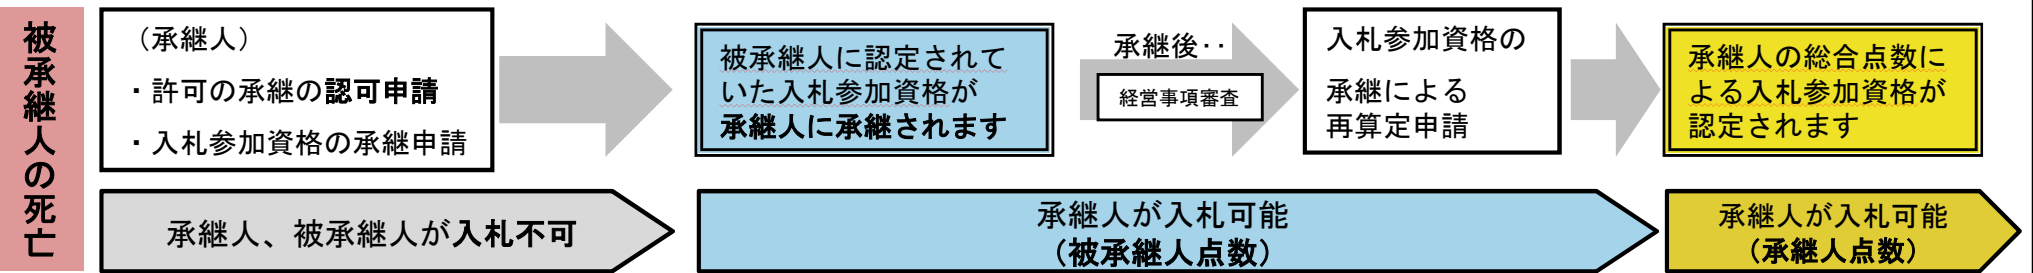 被承継人の死亡
（承継人）
・許可の承継の認可申請
・入札参加資格の承継申請
被承継人に認定されて
いた入札参加資格が
承継人に承継されます
承継後‥
経営事項審査
入札参加資格の
承継による
再算定申請
承継人の総合点数に
よる入札参加資格が
認定されます
承継人、被承継人が入札不可
承継人が入札可能
（被承継人点数）
承継人が入札可能
（承継人点数）